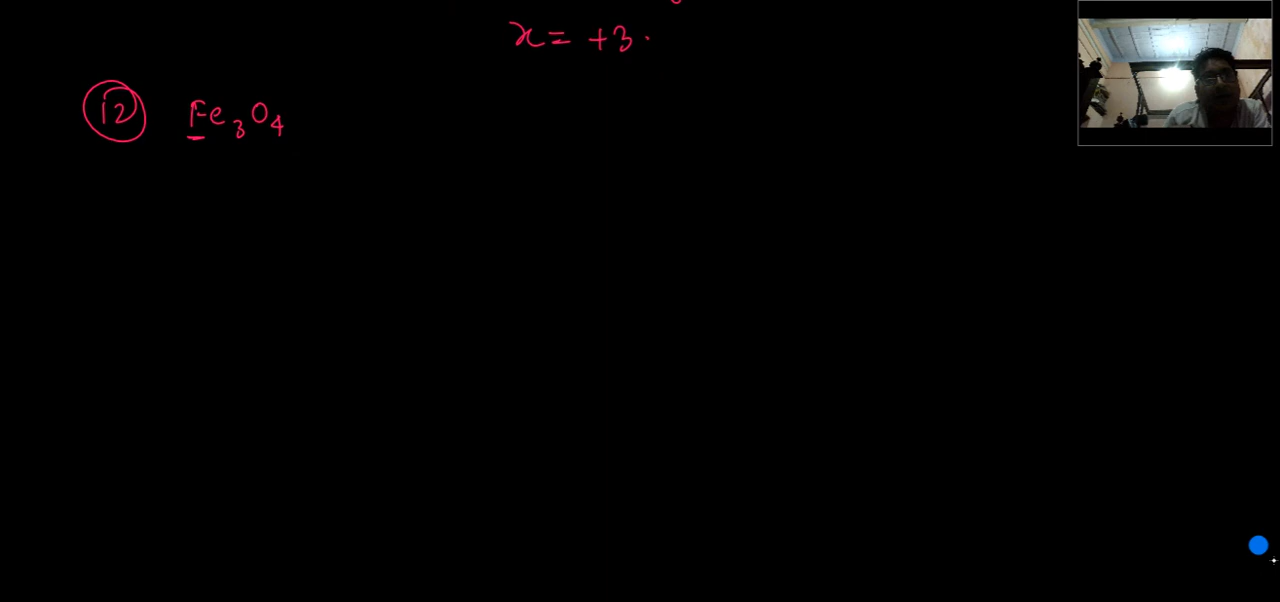 x = +3.
12 Fe3O4